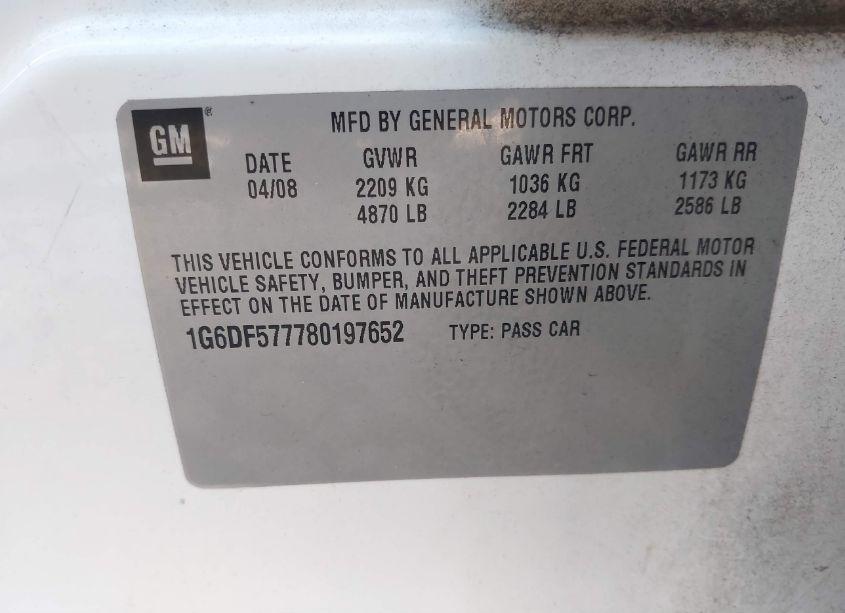 GM®
MFD BY GENERAL MOTORS CORP.
DATE GVWR GAWR FRT GAWR RR
04/08 2209 KG 1036 KG 1173 KG
4870 LB 2284 LB 2586 LB
THIS VEHICLE CONFORMS TO ALL APPLICABLE U.S. FEDERAL MOTOR
VEHICLE SAFETY, BUMPER, AND THEFT PREVENTION STANDARDS IN
EFFECT ON THE DATE OF MANUFACTURE SHOWN ABOVE.
1G6DF577780197652 TYPE: PASS CAR